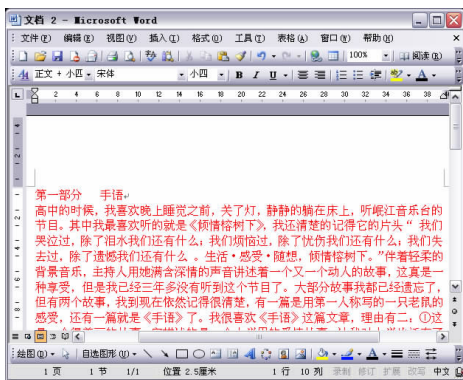 文档 2 - Microsoft Word
文件(F) 编辑(E) 视图(V) 插入(I) 格式(O) 工具(T) 表格(A) 窗口(W) 帮助(H)
100% 阅读(R)
正文 + 小四 宋体 小四 B I U A
L 2 4 6 8 10 12 14 16 18 20 22 24 26 28 30 32 34 36 38
第一部分 手语
高中的时候，我喜欢晚上睡觉之前，关了灯，静静的躺在床上，听岷江音乐台的
节目。其中我最喜欢听的就是《倾情榕树下》，我还清楚的记得它的片头“ 我们
哭泣过，除了泪水我们还有什么；我们烦恼过，除了忧伤我们还有什么；我们失
去过，除了遗憾我们还有什么 。生活·感受·随想，倾情榕树下。”伴着轻柔的
背景音乐，主持人用她满含深情的声音讲述着一个又一个动人的故事，这真是一
种享受，但是我已经三年多没有听到这个节目了。大部分故事我都已经遗忘了，
但有两个故事，我到现在依然记得很清楚，有一篇是用第一人称写的一只老鼠的
感受，还有一篇就是《手语》了。我很喜欢《手语》这篇文章，理由有二：①这
绘图(D) 自选图形(U)
1 页 1 节 1/1 位置 2.5厘米 1 行 10 列 录制 修订 扩展 改写 中文